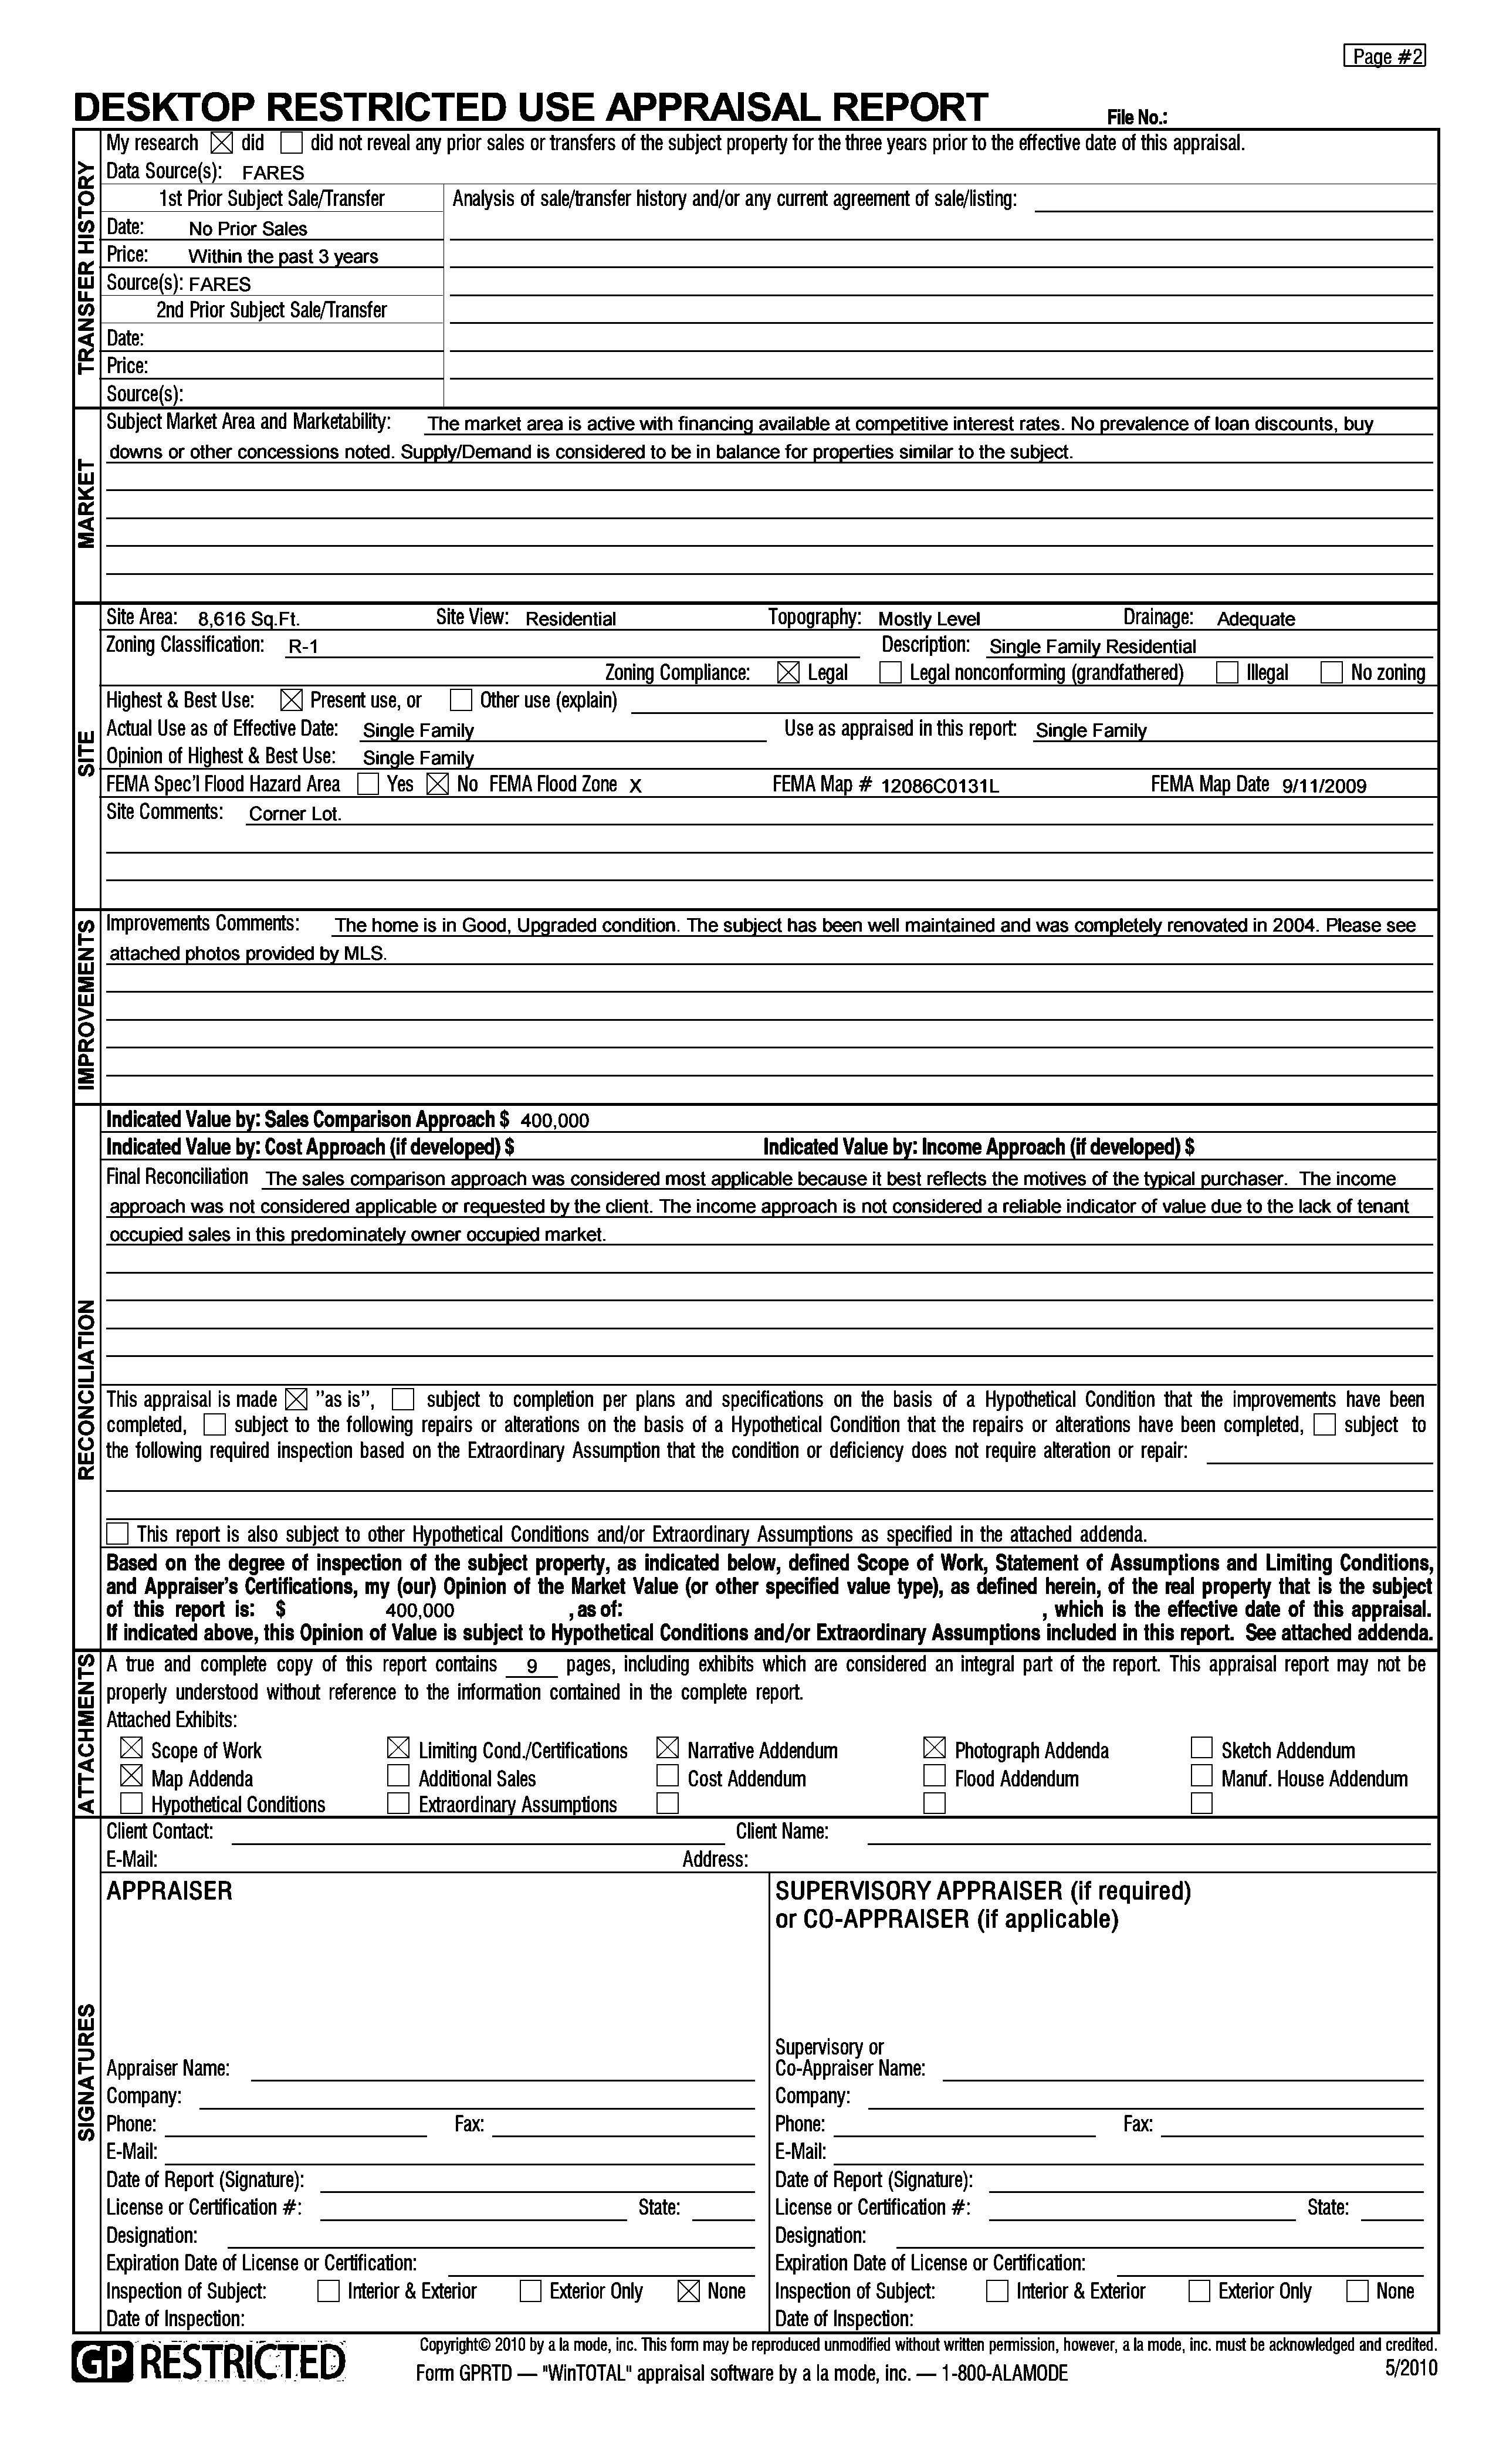 Page #2
DESKTOP RESTRICTED USE APPRAISAL REPORT File No.:
TRANSFER HISTORY
My research ☒ did ☐ did not reveal any prior sales or transfers of the subject property for the three years prior to the effective date of this appraisal.
Data Source(s): FARES
1st Prior Subject Sale/Transfer Analysis of sale/transfer history and/or any current agreement of sale/listing:
Date: No Prior Sales
Price: Within the past 3 years
Source(s): FARES
2nd Prior Subject Sale/Transfer
Date:
Price:
Source(s):
MARKET
Subject Market Area and Marketability: The market area is active with financing available at competitive interest rates. No prevalence of loan discounts, buy
downs or other concessions noted. Supply/Demand is considered to be in balance for properties similar to the subject.
SITE
Site Area: 8,616 Sq.Ft. Site View: Residential Topography: Mostly Level Drainage: Adequate
Zoning Classification: R-1 Description: Single Family Residential
Zoning Compliance: ☒ Legal ☐ Legal nonconforming (grandfathered) ☐ Illegal ☐ No zoning
Highest & Best Use: ☒ Present use, or ☐ Other use (explain)
Actual Use as of Effective Date: Single Family Use as appraised in this report: Single Family
Opinion of Highest & Best Use: Single Family
FEMA Spec'l Flood Hazard Area ☐ Yes ☒ No FEMA Flood Zone X FEMA Map # 12086C0131L FEMA Map Date 9/11/2009
Site Comments: Corner Lot.
IMPROVEMENTS
Improvements Comments: The home is in Good, Upgraded condition. The subject has been well maintained and was completely renovated in 2004. Please see
attached photos provided by MLS.
RECONCILIATION
Indicated Value by: Sales Comparison Approach $ 400,000
Indicated Value by: Cost Approach (if developed) $ Indicated Value by: Income Approach (if developed) $
Final Reconciliation The sales comparison approach was considered most applicable because it best reflects the motives of the typical purchaser. The income
approach was not considered applicable or requested by the client. The income approach is not considered a reliable indicator of value due to the lack of tenant
occupied sales in this predominately owner occupied market.
This appraisal is made ☒ "as is", ☐ subject to completion per plans and specifications on the basis of a Hypothetical Condition that the improvements have been
completed, ☐ subject to the following repairs or alterations on the basis of a Hypothetical Condition that the repairs or alterations have been completed, ☐ subject to
the following required inspection based on the Extraordinary Assumption that the condition or deficiency does not require alteration or repair:
☐ This report is also subject to other Hypothetical Conditions and/or Extraordinary Assumptions as specified in the attached addenda.
Based on the degree of inspection of the subject property, as indicated below, defined Scope of Work, Statement of Assumptions and Limiting Conditions,
and Appraiser's Certifications, my (our) Opinion of the Market Value (or other specified value type), as defined herein, of the real property that is the subject
of this report is: $ 400,000 , as of: , which is the effective date of this appraisal.
If indicated above, this Opinion of Value is subject to Hypothetical Conditions and/or Extraordinary Assumptions included in this report. See attached addenda.
ATTACHMENTS
A true and complete copy of this report contains 9 pages, including exhibits which are considered an integral part of the report. This appraisal report may not be
properly understood without reference to the information contained in the complete report.
Attached Exhibits:
☒ Scope of Work ☒ Limiting Cond./Certifications ☒ Narrative Addendum ☒ Photograph Addenda ☐ Sketch Addendum
☒ Map Addenda ☐ Additional Sales ☐ Cost Addendum ☐ Flood Addendum ☐ Manuf. House Addendum
☐ Hypothetical Conditions ☐ Extraordinary Assumptions ☐ ☐ ☐
SIGNATURES
Client Contact: Client Name:
E-Mail: Address:
APPRAISER SUPERVISORY APPRAISER (if required)
or CO-APPRAISER (if applicable)
Supervisory or
Appraiser Name: Co-Appraiser Name:
Company: Company:
Phone: Fax: Phone: Fax:
E-Mail: E-Mail:
Date of Report (Signature): Date of Report (Signature):
License or Certification #: State: License or Certification #: State:
Designation: Designation:
Expiration Date of License or Certification: Expiration Date of License or Certification:
Inspection of Subject: ☐ Interior & Exterior ☐ Exterior Only ☒ None Inspection of Subject: ☐ Interior & Exterior ☐ Exterior Only ☐ None
Date of Inspection: Date of Inspection:
GP RESTRICTED Copyright© 2010 by a la mode, inc. This form may be reproduced unmodified without written permission, however, a la mode, inc. must be acknowledged and credited.
Form GPRTD — "WinTOTAL" appraisal software by a la mode, inc. — 1-800-ALAMODE 5/2010